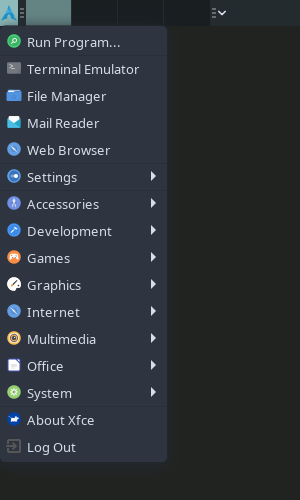 Run Program...
Terminal Emulator
File Manager
Mail Reader
Web Browser
Settings
Accessories
Development
Games
Graphics
Internet
Multimedia
Office
System
About Xfce
Log Out